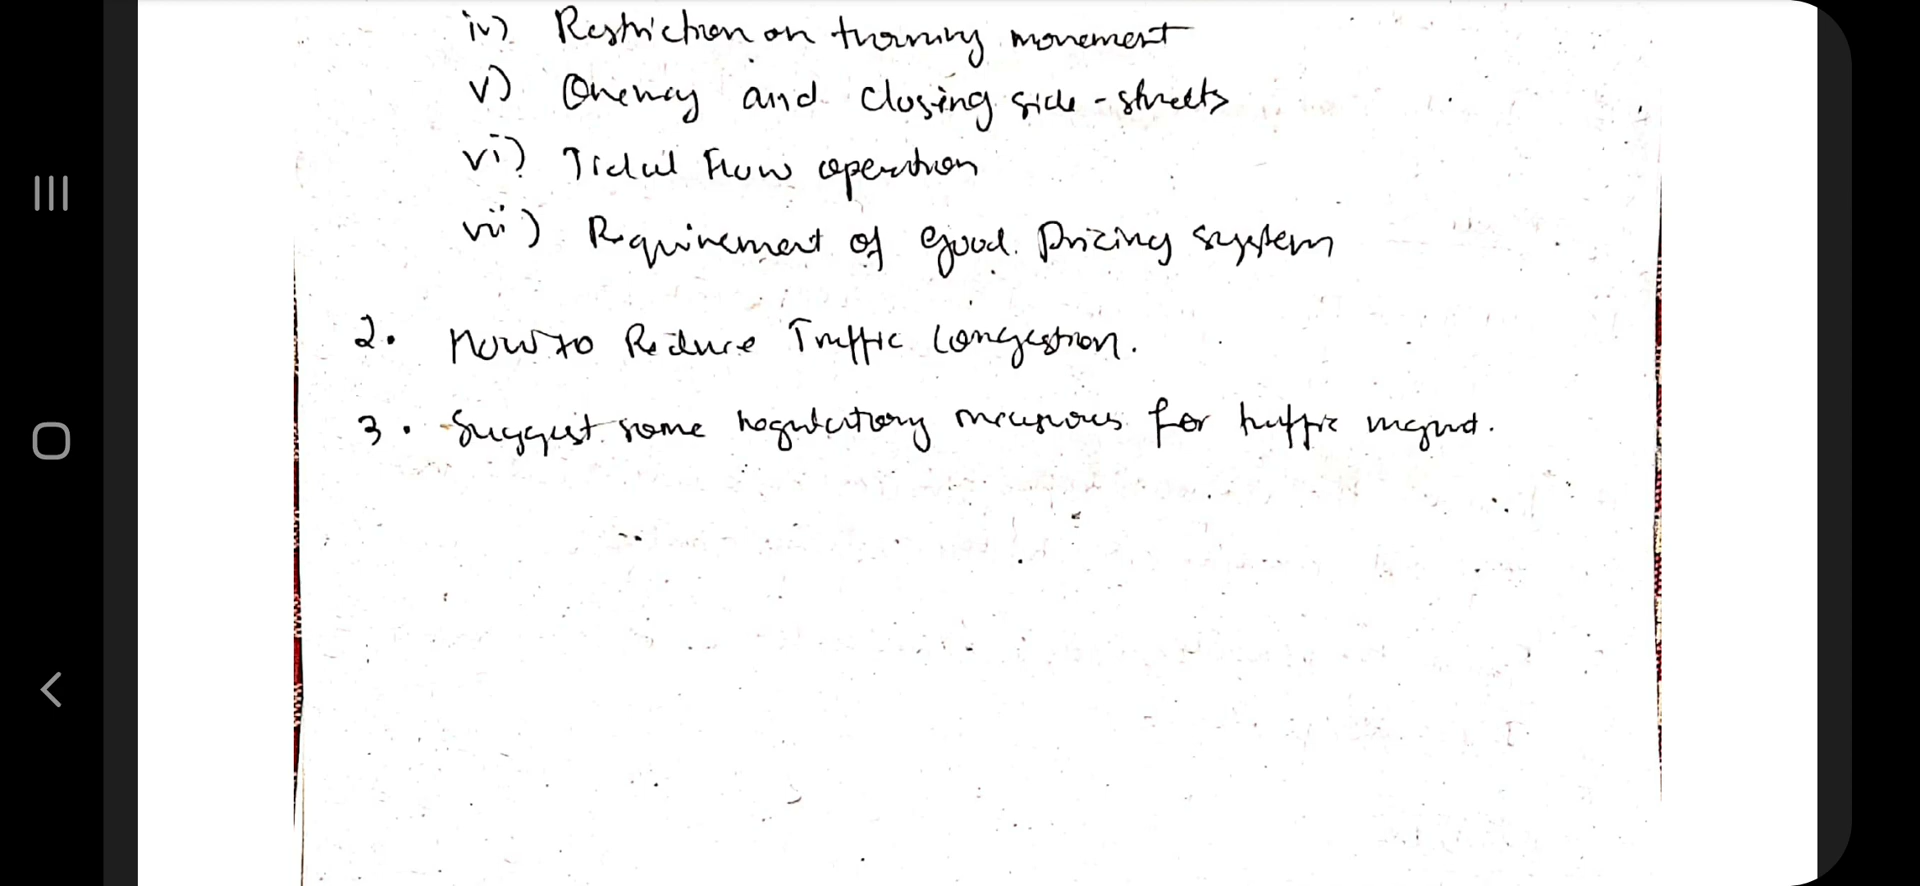 iv) Restriction on turning movement
v) Oneway and closing side-streets
vi) Tidal Flow operation
vii) Requirement of good Pricing system
2. How to Reduce Traffic Congestion.
3. Suggest some regulatory measures for traffic mgmt.